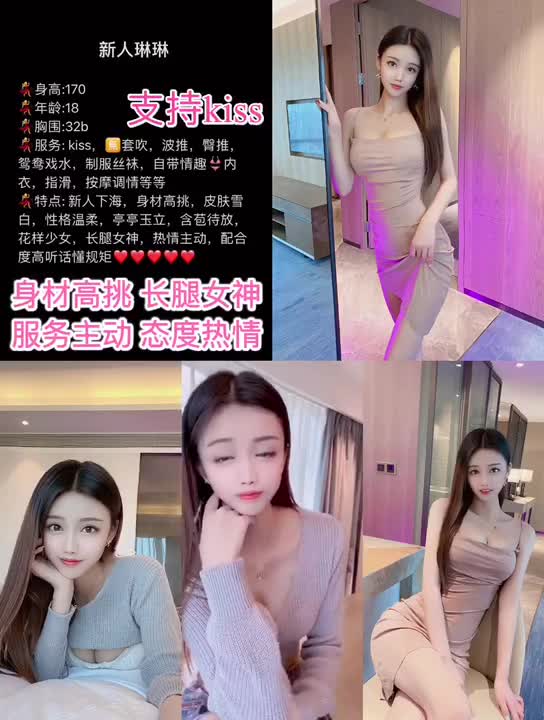 新人琳琳
💃身高:170
💃年龄:18
💃胸围:32b
💃服务: kiss，🈚套吹，波推，臀推，
鸳鸯戏水，制服丝袜，自带情趣👙内
衣，指滑，按摩调情等等
💃特点: 新人下海，身材高挑，皮肤雪
白，性格温柔，亭亭玉立，含苞待放，
花样少女，长腿女神，热情主动，配合
度高听话懂规矩❤️❤️❤️❤️❤️
支持kiss
身材高挑 长腿女神
服务主动 态度热情